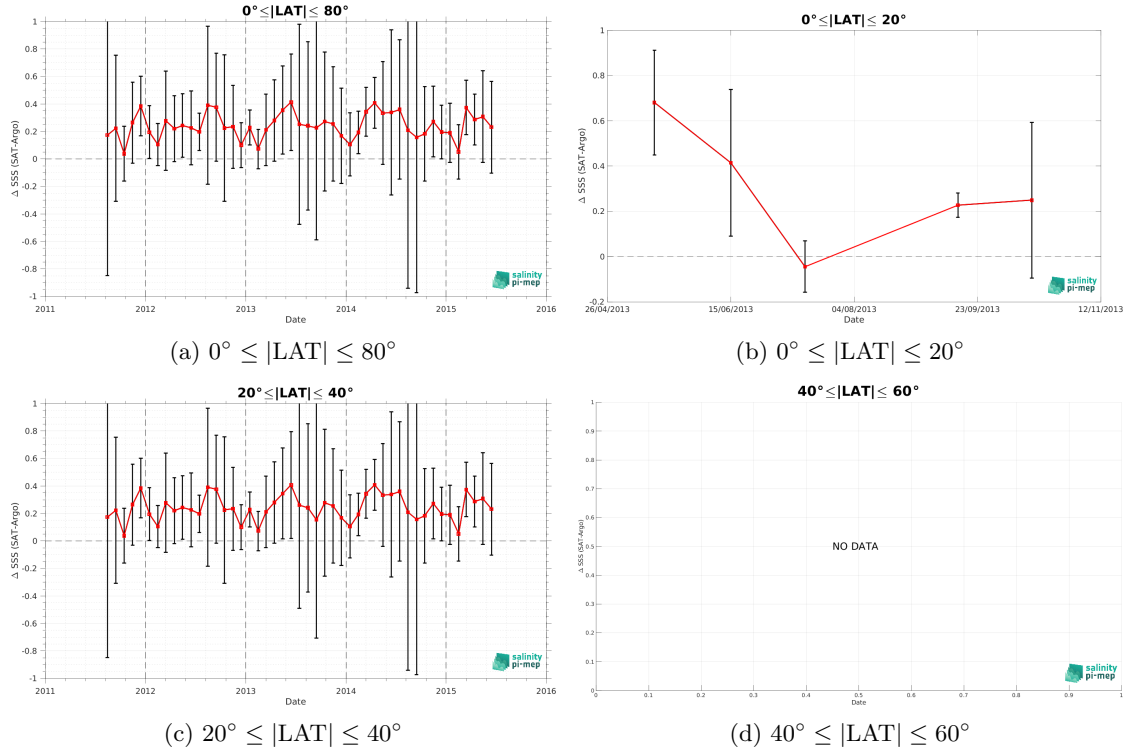 0°≤|LAT|≤ 80°
Δ SSS (SAT-Argo)
1
0.8
0.6
0.4
0.2
0
-0.2
-0.4
-0.6
-0.8
-1
2011 2012 2013 2014 2015 2016
Date
salinity
pi-mep
(a) 0° ≤ |LAT| ≤ 80°
0°≤|LAT|≤ 20°
Δ SSS (SAT-Argo)
1
0.8
0.6
0.4
0.2
0
-0.2
26/04/2013 15/06/2013 04/08/2013 23/09/2013 12/11/2013
Date
salinity
pi-mep
(b) 0° ≤ |LAT| ≤ 20°
20°≤|LAT|≤ 40°
Δ SSS (SAT-Argo)
1
0.8
0.6
0.4
0.2
0
-0.2
-0.4
-0.6
-0.8
-1
2011 2012 2013 2014 2015 2016
Date
salinity
pi-mep
(c) 20° ≤ |LAT| ≤ 40°
40°≤|LAT|≤ 60°
Δ SSS (SAT-Argo)
1
0.9
0.8
0.7
0.6
0.5
0.4
0.3
0.2
0.1
0
NO DATA
0 0.1 0.2 0.3 0.4 0.5 0.6 0.7 0.8 0.9 1
Date
salinity
pi-mep
(d) 40° ≤ |LAT| ≤ 60°